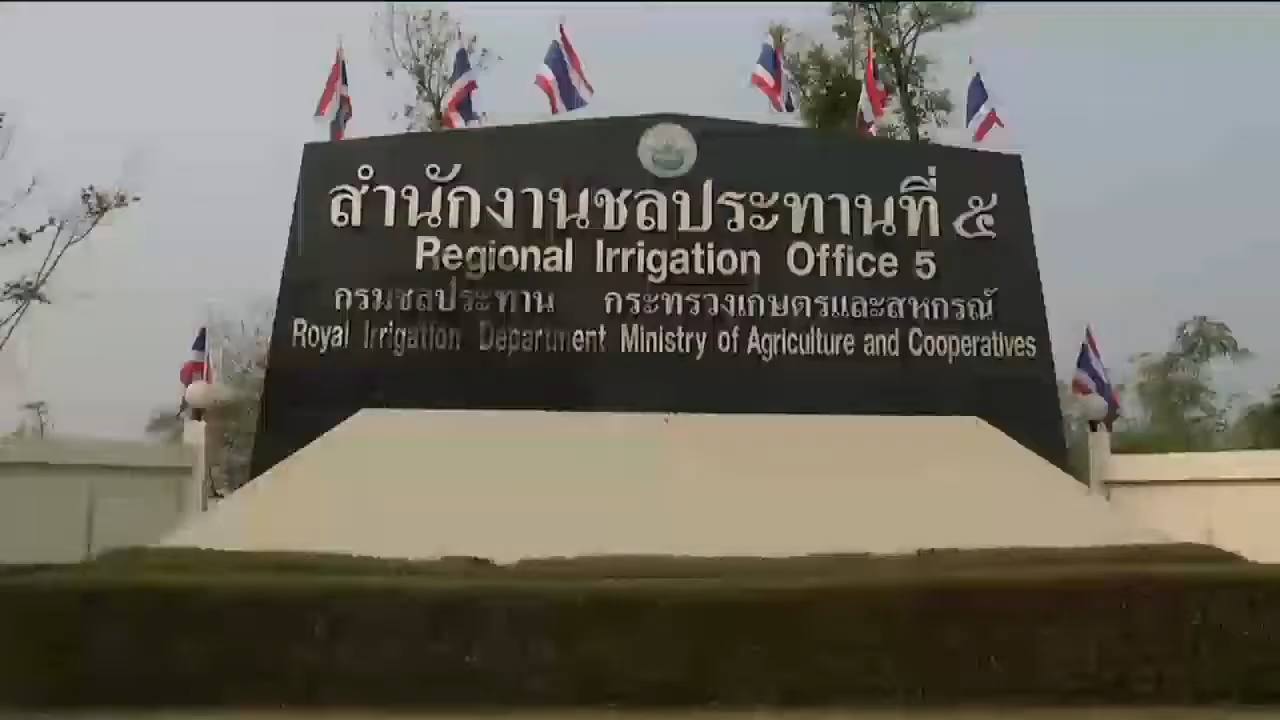 สำนักงานชลประทานที่ ๕
Regional Irrigation Office 5
กรมชลประทาน กระทรวงเกษตรและสหกรณ์
Royal Irrigation Department Ministry of Agriculture and Cooperatives